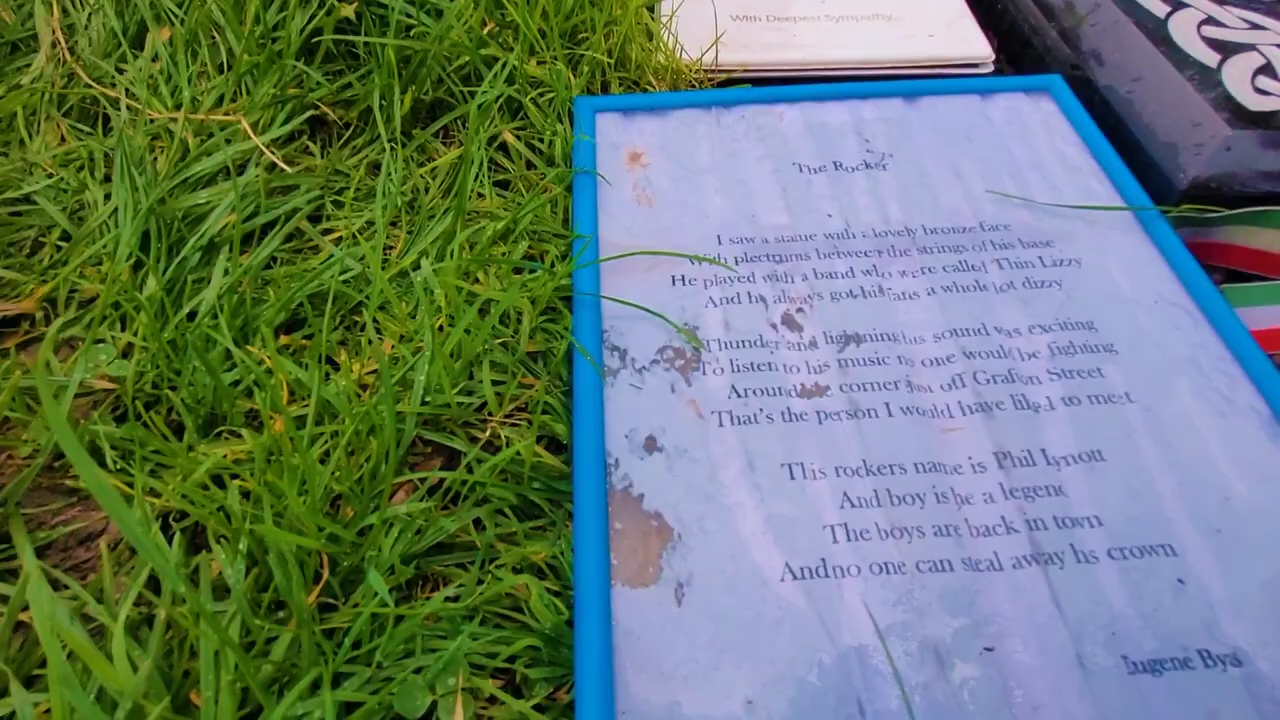 With Deepest Sympathy...
The Rocker
I saw a statue with a lovely bronze face
With plectrums between the strings of his base
He played with a band who were called Thin Lizzy
And he always got his fans a whole lot dizzy
Thunder and lightning his sound was exciting
To listen to his music no one would be fighting
Around the corner just off Grafton Street
That's the person I would have liked to meet
This rockers name is Phil Lynott
And boy is he a legend
The boys are back in town
And no one can steal away his crown
Eugene